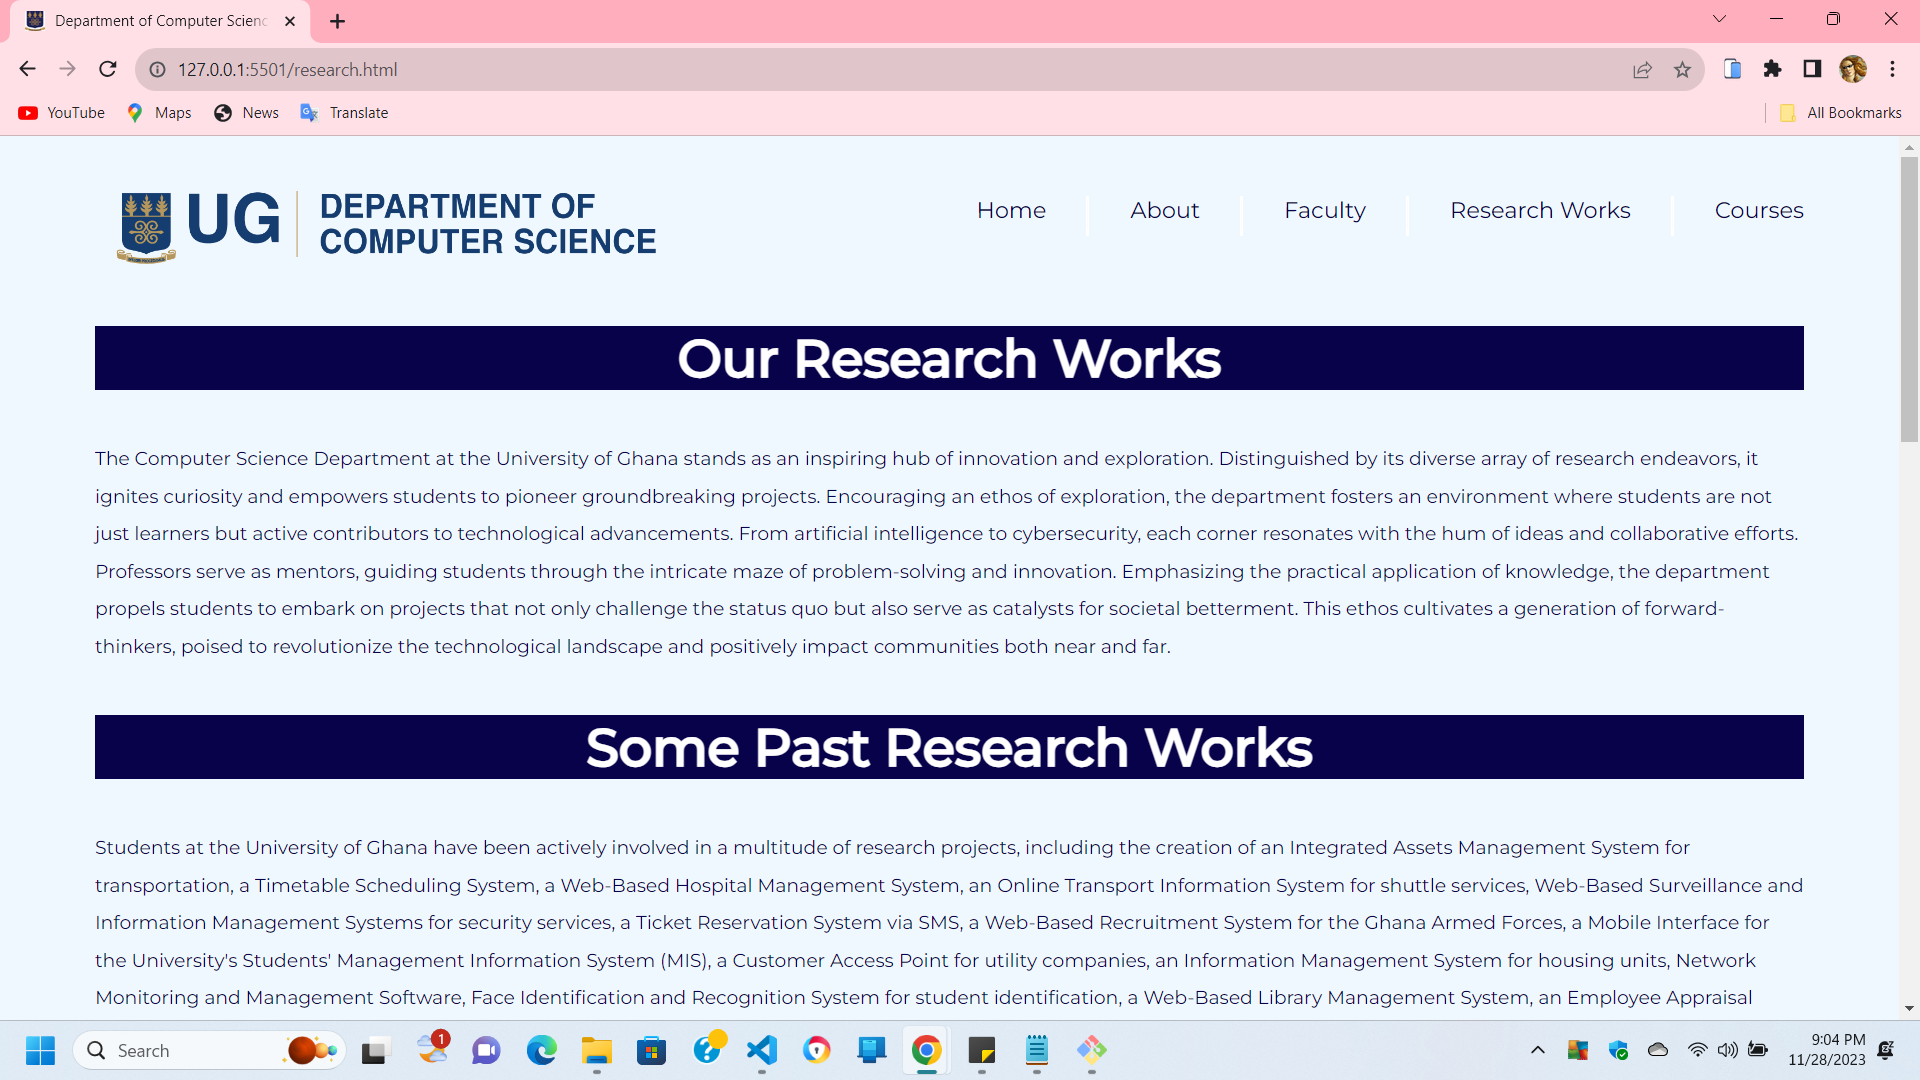 Department of Computer Scienc
127.0.0.1:5501/research.html
YouTube Maps News Translate All Bookmarks
UG DEPARTMENT OF
COMPUTER SCIENCE
Home About Faculty Research Works Courses
Our Research Works
The Computer Science Department at the University of Ghana stands as an inspiring hub of innovation and exploration. Distinguished by its diverse array of research endeavors, it
ignites curiosity and empowers students to pioneer groundbreaking projects. Encouraging an ethos of exploration, the department fosters an environment where students are not
just learners but active contributors to technological advancements. From artificial intelligence to cybersecurity, each corner resonates with the hum of ideas and collaborative efforts.
Professors serve as mentors, guiding students through the intricate maze of problem-solving and innovation. Emphasizing the practical application of knowledge, the department
propels students to embark on projects that not only challenge the status quo but also serve as catalysts for societal betterment. This ethos cultivates a generation of forward-
thinkers, poised to revolutionize the technological landscape and positively impact communities both near and far.
Some Past Research Works
Students at the University of Ghana have been actively involved in a multitude of research projects, including the creation of an Integrated Assets Management System for
transportation, a Timetable Scheduling System, a Web-Based Hospital Management System, an Online Transport Information System for shuttle services, Web-Based Surveillance and
Information Management Systems for security services, a Ticket Reservation System via SMS, a Web-Based Recruitment System for the Ghana Armed Forces, a Mobile Interface for
the University's Students' Management Information System (MIS), a Customer Access Point for utility companies, an Information Management System for housing units, Network
Monitoring and Management Software, Face Identification and Recognition System for student identification, a Web-Based Library Management System, an Employee Appraisal
Search
1
9:04 PM
11/28/2023